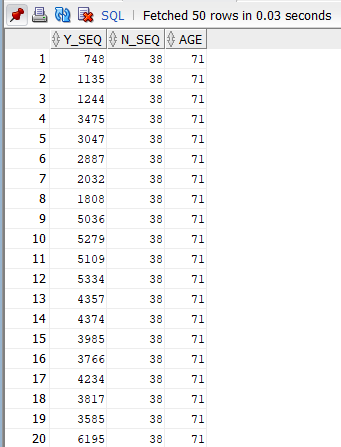 SQL | Fetched 50 rows in 0.03 seconds
Y_SEQ N_SEQ AGE
1 748 38 71
2 1135 38 71
3 1244 38 71
4 3475 38 71
5 3047 38 71
6 2887 38 71
7 2032 38 71
8 1808 38 71
9 5036 38 71
10 5279 38 71
11 5109 38 71
12 5334 38 71
13 4357 38 71
14 4374 38 71
15 3985 38 71
16 3766 38 71
17 4234 38 71
18 3817 38 71
19 3585 38 71
20 6195 38 71